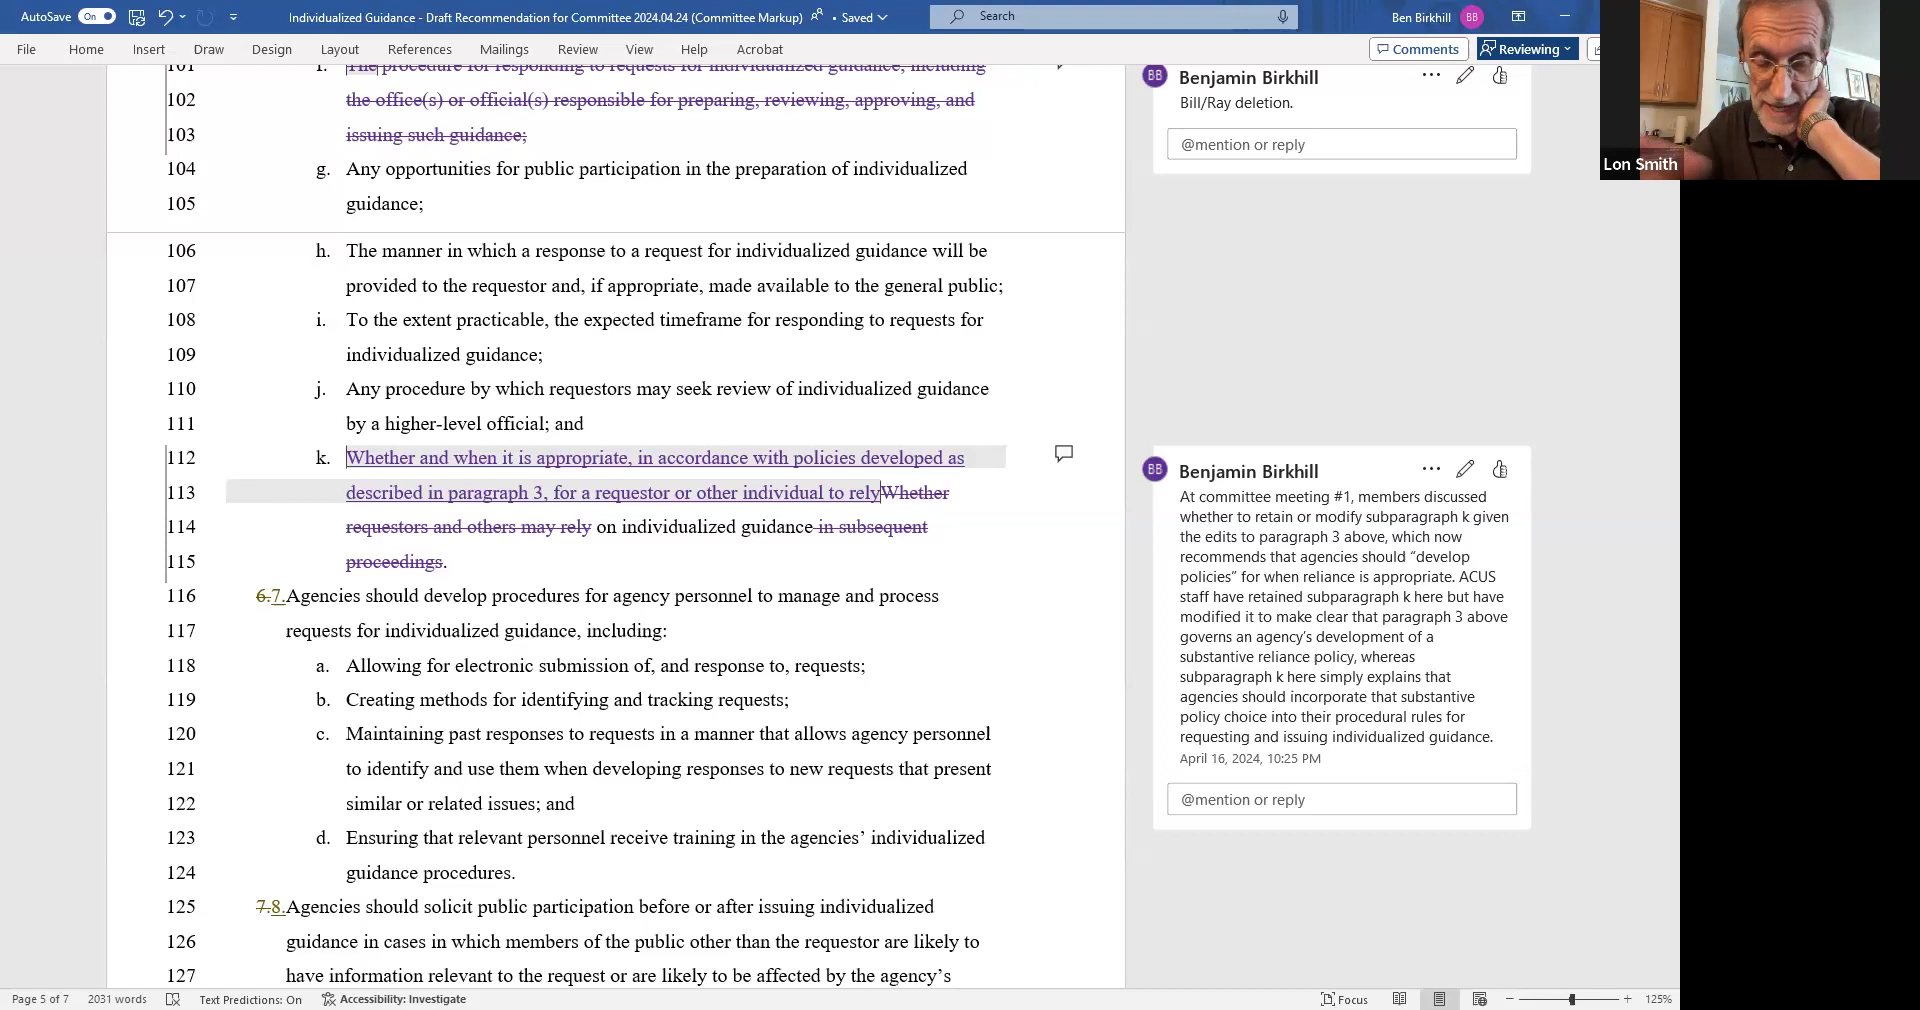 AutoSave On Individualized Guidance - Draft Recommendation for Committee 2024.04.24 (Committee Markup) • Saved Search Ben Birkhill BB
File Home Insert Draw Design Layout References Mailings Review View Help Acrobat Comments Reviewing
101 f. The procedure for responding to requests for individualized guidance, including
102 the office(s) or official(s) responsible for preparing, reviewing, approving, and
103 issuing such guidance;
104 g. Any opportunities for public participation in the preparation of individualized
105 guidance;
106 h. The manner in which a response to a request for individualized guidance will be
107 provided to the requestor and, if appropriate, made available to the general public;
108 i. To the extent practicable, the expected timeframe for responding to requests for
109 individualized guidance;
110 j. Any procedure by which requestors may seek review of individualized guidance
111 by a higher-level official; and
112 k. Whether and when it is appropriate, in accordance with policies developed as
113 described in paragraph 3, for a requestor or other individual to relyWhether
114 requestors and others may rely on individualized guidance in subsequent
115 proceedings.
116 6.7.Agencies should develop procedures for agency personnel to manage and process
117 requests for individualized guidance, including:
118 a. Allowing for electronic submission of, and response to, requests;
119 b. Creating methods for identifying and tracking requests;
120 c. Maintaining past responses to requests in a manner that allows agency personnel
121 to identify and use them when developing responses to new requests that present
122 similar or related issues; and
123 d. Ensuring that relevant personnel receive training in the agencies’ individualized
124 guidance procedures.
125 7.8.Agencies should solicit public participation before or after issuing individualized
126 guidance in cases in which members of the public other than the requestor are likely to
127 have information relevant to the request or are likely to be affected by the agency’s
BB Benjamin Birkhill
Bill/Ray deletion.
@mention or reply
BB Benjamin Birkhill
At committee meeting #1, members discussed
whether to retain or modify subparagraph k given
the edits to paragraph 3 above, which now
recommends that agencies should “develop
policies” for when reliance is appropriate. ACUS
staff have retained subparagraph k here but have
modified it to make clear that paragraph 3 above
governs an agency’s development of a
substantive reliance policy, whereas
subparagraph k here simply explains that
agencies should incorporate that substantive
policy choice into their procedural rules for
requesting and issuing individualized guidance.
April 16, 2024, 10:25 PM
@mention or reply
Lon Smith
Page 5 of 7 2031 words Text Predictions: On Accessibility: Investigate Focus 125%